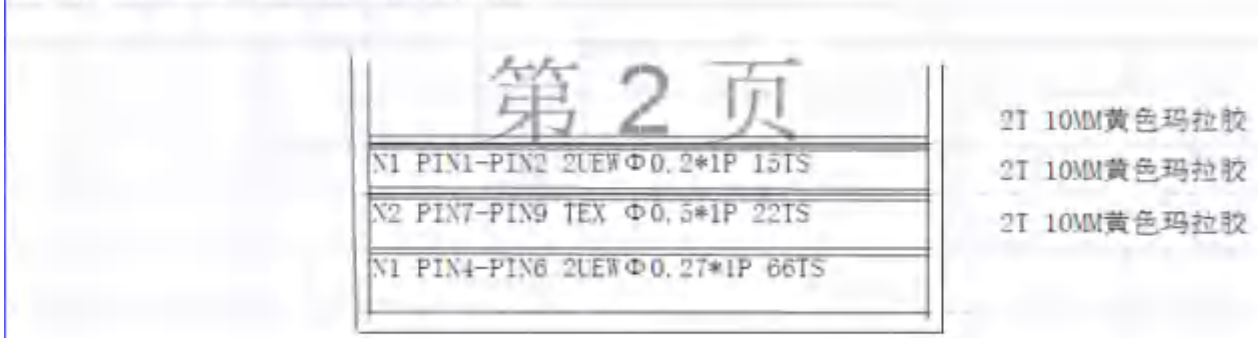 第 2 页
2T 10MM黄色玛拉胶
N1 PIN1-PIN2 2UEWΦ0.2*1P 15TS
2T 10MM黄色玛拉胶
N2 PIN7-PIN9 TEX Φ0.5*1P 22TS
2T 10MM黄色玛拉胶
N1 PIN4-PIN6 2UEWΦ0.27*1P 66TS